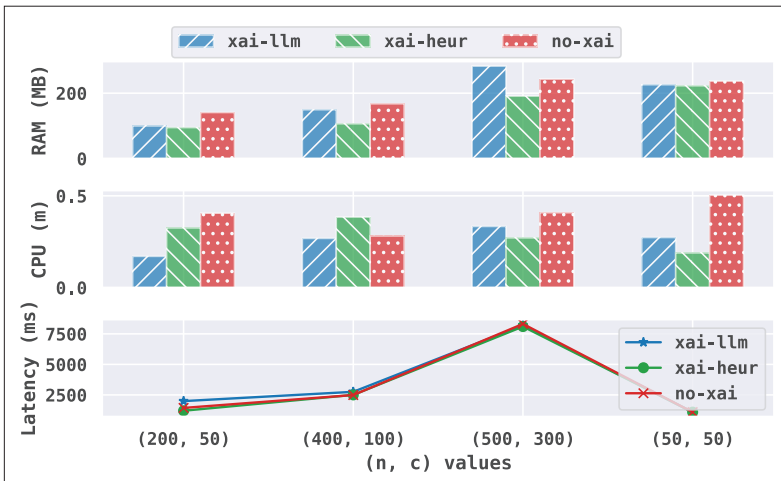 xai-llm xai-heur no-xai
RAM (MB)
200
0
CPU (m)
0.5
0.0
Latency (ms)
7500
5000
2500
xai-llm
xai-heur
no-xai
(200, 50) (400, 100) (500, 300) (50, 50)
(n, c) values